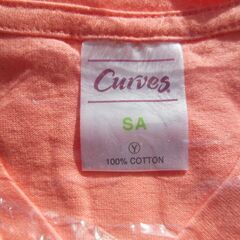 Curves
SA
Y
100% COTTON